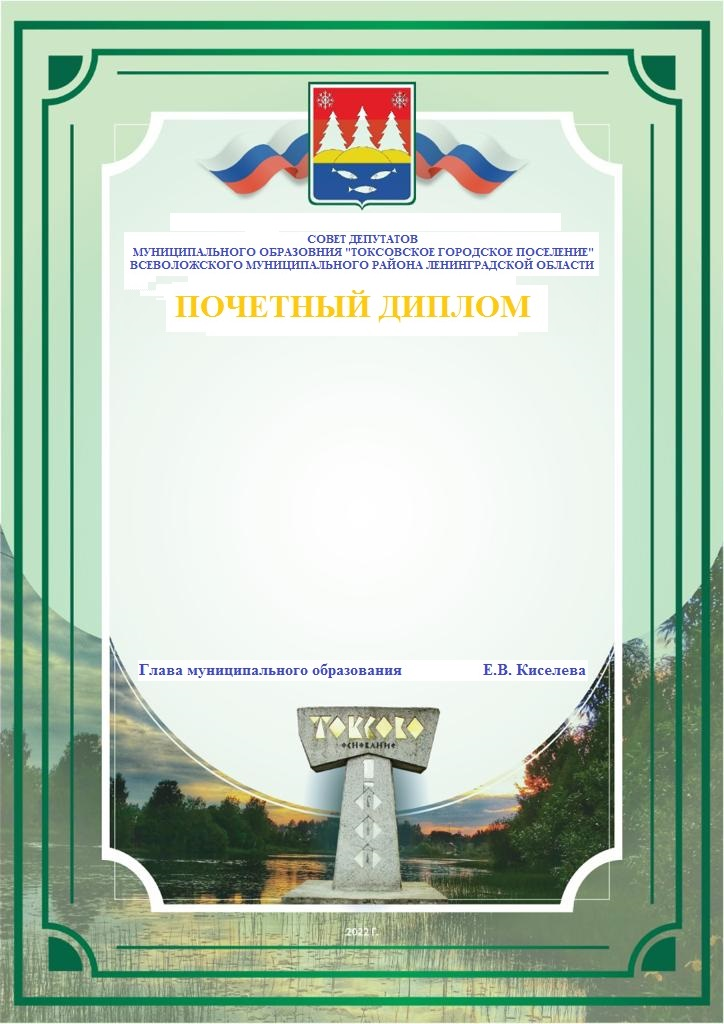 СОВЕТ ДЕПУТАТОВ
МУНИЦИПАЛЬНОГО ОБРАЗОВНИЯ "ТОКСОВСКОЕ ГОРОДСКОЕ ПОСЕЛЕНИЕ"
ВСЕВОЛОЖСКОГО МУНИЦИПАЛЬНОГО РАЙОНА ЛЕНИНГРАДСКОЙ ОБЛАСТИ
ПОЧЕТНЫЙ ДИПЛОМ
Глава муниципального образования Е.В. Киселева
ТОКСОВО
ОСНОВАНИЕ
1
2022 Г.